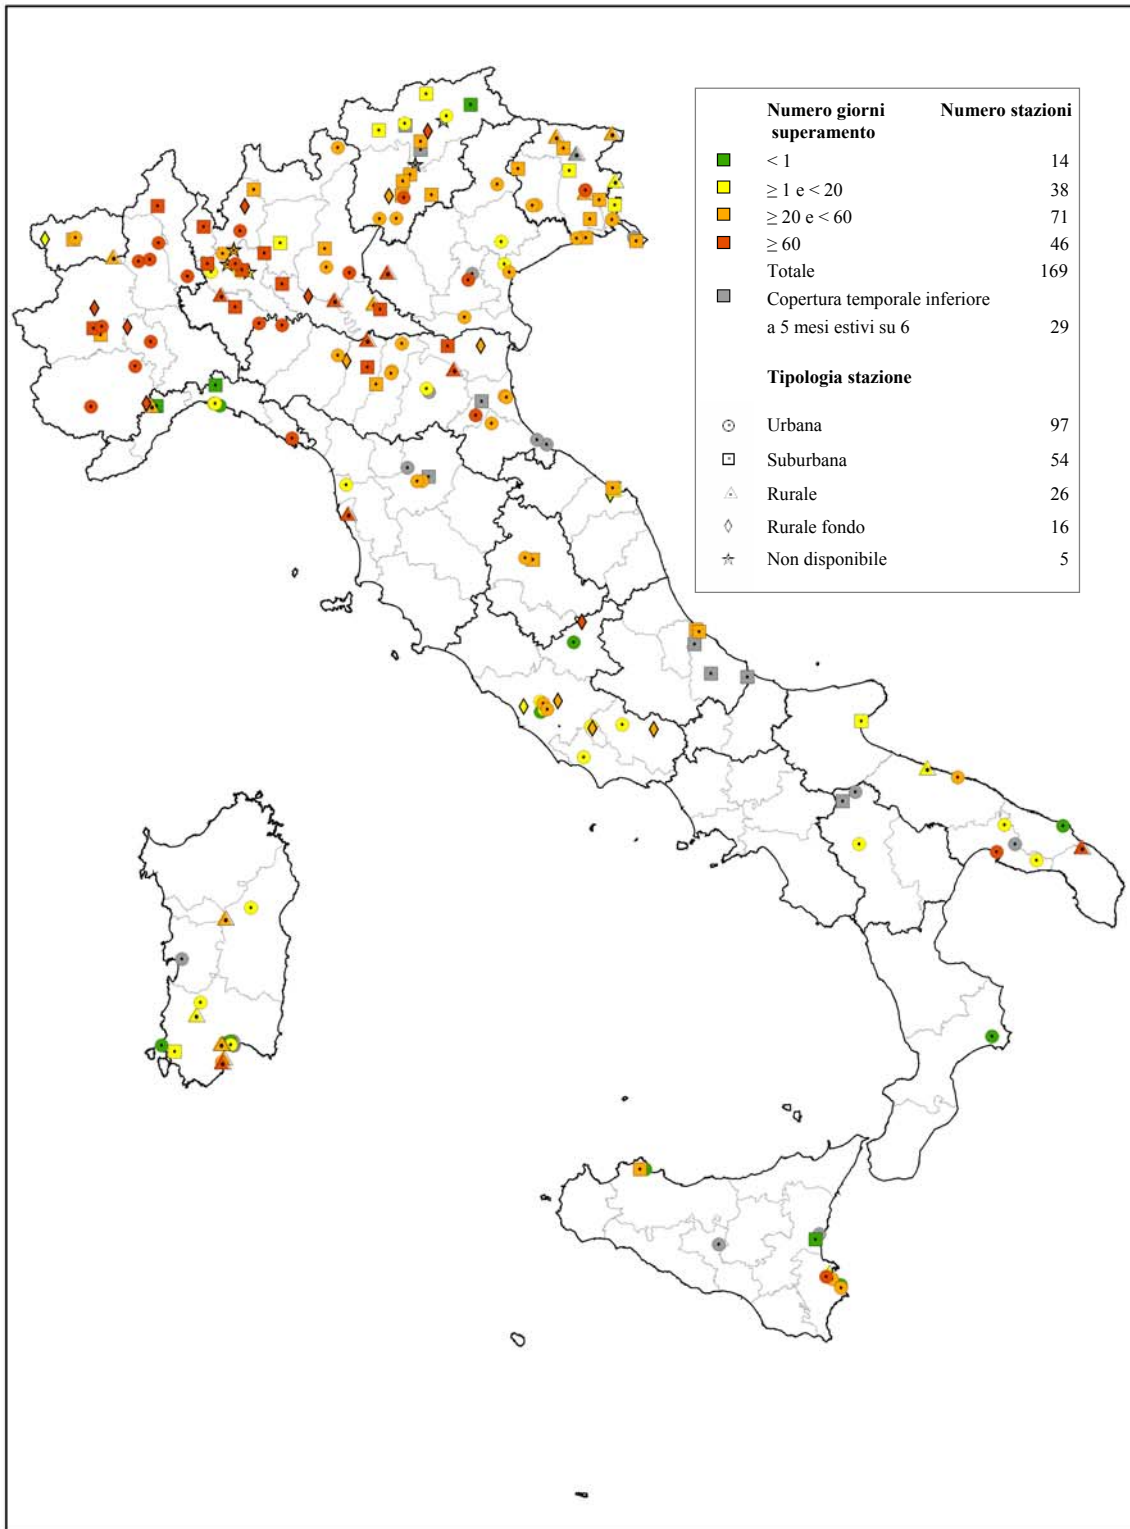 Numero giorni Numero stazioni
superamento
< 1 14
≥ 1 e < 20 38
≥ 20 e < 60 71
≥ 60 46
Totale 169
Copertura temporale inferiore
a 5 mesi estivi su 6 29
Tipologia stazione
Urbana 97
Suburbana 54
Rurale 26
Rurale fondo 16
Non disponibile 5